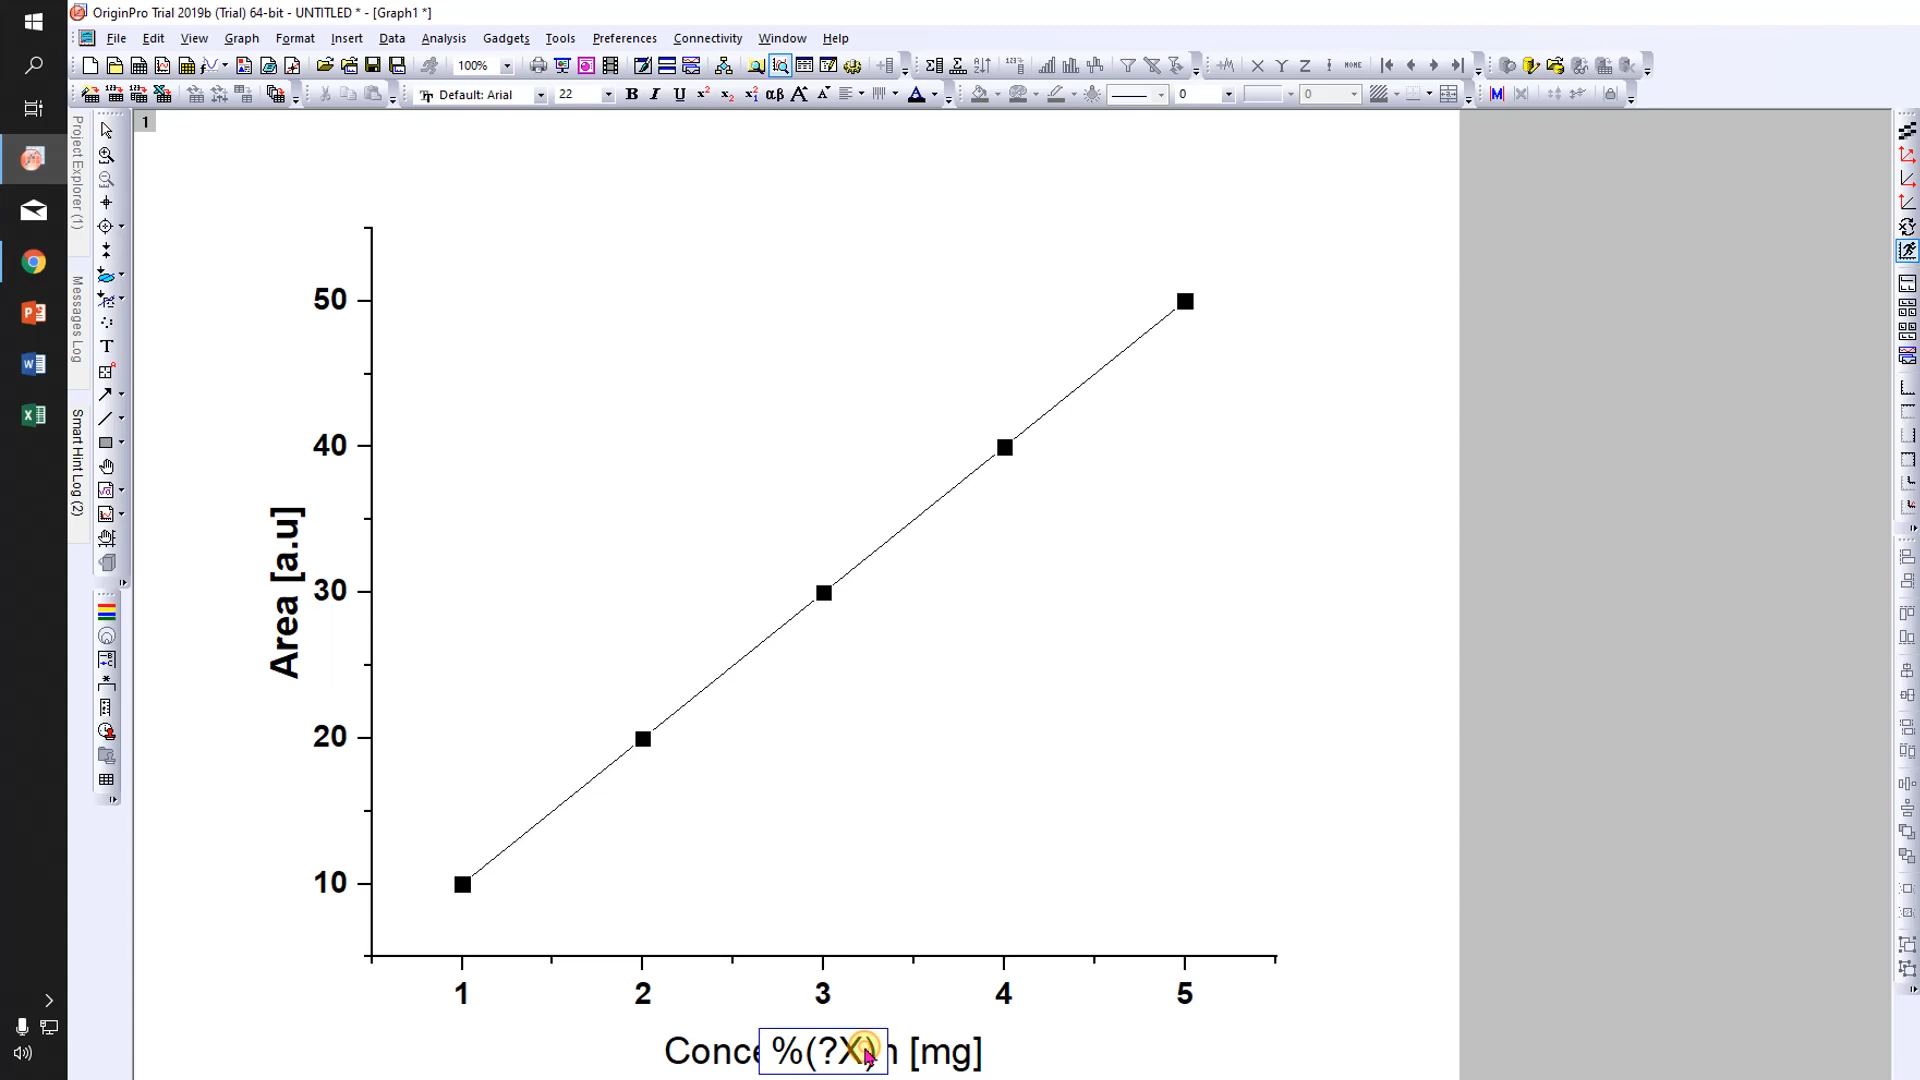 OriginPro Trial 2019b (Trial) 64-bit - UNTITLED * - [Graph1 *]
File Edit View Graph Format Insert Data Analysis Gadgets Tools Preferences Connectivity Window Help
100%
Default: Arial 22 B I U αβ A A 0 0
1
Project Explorer (1)
Messages Log
Smart Hint Log (2)
50
40
30
20
10
Area [a.u]
1 2 3 4 5
Conce %(?X) n [mg]